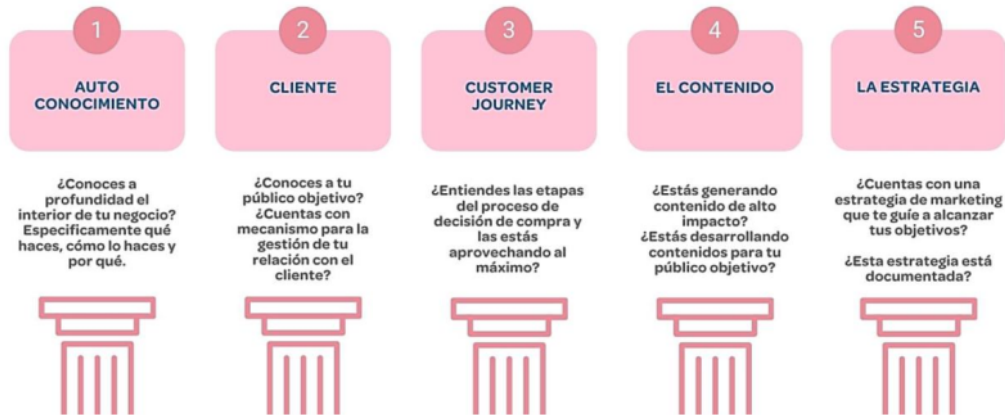 1
AUTO
CONOCIMIENTO
¿Conoces a
profundidad el
interior de tu negocio?
Especificamente qué
haces, cómo lo haces y
por qué.
2
CLIENTE
¿Conoces a tu
público objetivo?
¿Cuentas con
mecanismo para la
gestión de tu
relación con el
cliente?
3
CUSTOMER
JOURNEY
¿Entiendes las etapas
del proceso de
decisión de compra y
las estás
aprovechando al
máximo?
4
EL CONTENIDO
¿Estás generando
contenido de alto
impacto?
¿Estás desarrollando
contenidos para tu
público objetivo?
5
LA ESTRATEGIA
¿Cuentas con una
estrategia de marketing
que te guíe a alcanzar
tus objetivos?
¿Esta estrategia está
documentada?